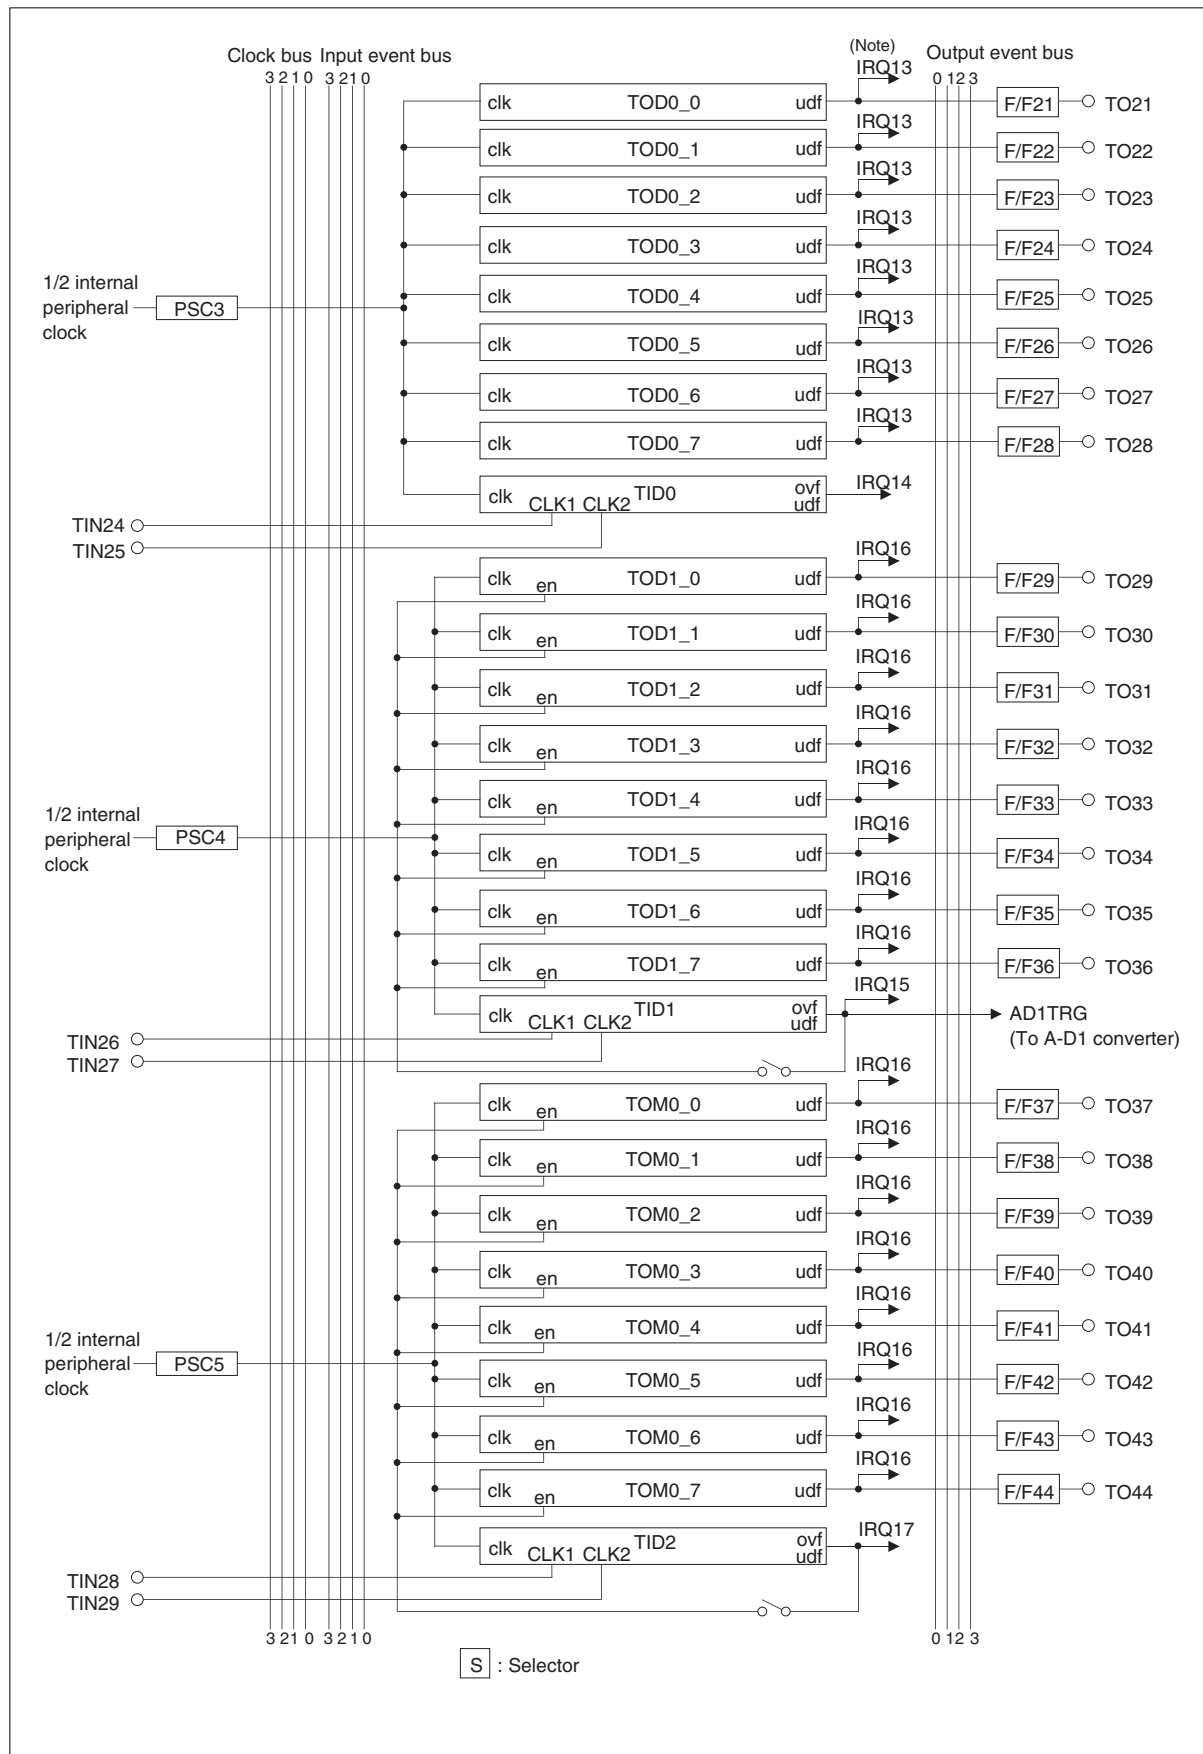 (Note)
Clock bus Input event bus Output event bus
3 2 1 0 3 2 1 0 IRQ13 0 1 2 3
clk TOD0_0 udf F/F21 TO21
IRQ13
clk TOD0_1 udf F/F22 TO22
IRQ13
clk TOD0_2 udf F/F23 TO23
IRQ13
clk TOD0_3 udf F/F24 TO24
IRQ13
1/2 internal
peripheral
clock
PSC3
clk TOD0_4 udf F/F25 TO25
IRQ13
clk TOD0_5 udf F/F26 TO26
IRQ13
clk TOD0_6 udf F/F27 TO27
IRQ13
clk TOD0_7 udf F/F28 TO28
clk CLK1 CLK2 TID0 ovf udf IRQ14
TIN24
TIN25
IRQ16
clk en TOD1_0 udf F/F29 TO29
IRQ16
clk en TOD1_1 udf F/F30 TO30
IRQ16
clk en TOD1_2 udf F/F31 TO31
IRQ16
clk en TOD1_3 udf F/F32 TO32
IRQ16
clk en TOD1_4 udf F/F33 TO33
1/2 internal
peripheral
clock
PSC4
IRQ16
clk en TOD1_5 udf F/F34 TO34
IRQ16
clk en TOD1_6 udf F/F35 TO35
IRQ16
clk en TOD1_7 udf F/F36 TO36
IRQ15
clk CLK1 CLK2 TID1 ovf udf AD1TRG
(To A-D1 converter)
TIN26
TIN27
IRQ16
clk en TOM0_0 udf F/F37 TO37
IRQ16
clk en TOM0_1 udf F/F38 TO38
IRQ16
clk en TOM0_2 udf F/F39 TO39
IRQ16
clk en TOM0_3 udf F/F40 TO40
IRQ16
clk en TOM0_4 udf F/F41 TO41
1/2 internal
peripheral
clock
PSC5
IRQ16
clk en TOM0_5 udf F/F42 TO42
IRQ16
clk en TOM0_6 udf F/F43 TO43
IRQ16
clk en TOM0_7 udf F/F44 TO44
clk CLK1 CLK2 TID2 ovf udf IRQ17
TIN28
TIN29
3 2 1 0 3 2 1 0 0 1 2 3
S : Selector